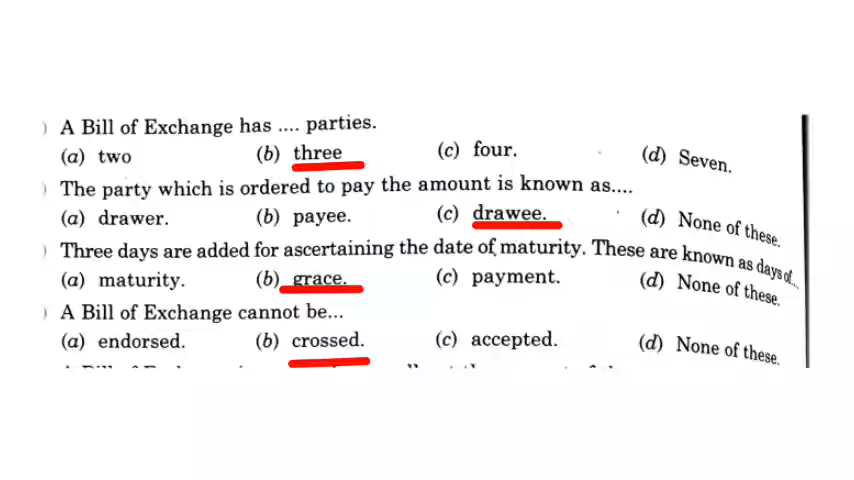 ) A Bill of Exchange has .... parties.
(a) two (b) three (c) four. (d) Seven.
) The party which is ordered to pay the amount is known as....
(a) drawer. (b) payee. (c) drawee. (d) None of these.
) Three days are added for ascertaining the date of maturity. These are known as days of...
(a) maturity. (b) grace. (c) payment. (d) None of these.
) A Bill of Exchange cannot be...
(a) endorsed. (b) crossed. (c) accepted. (d) None of these.